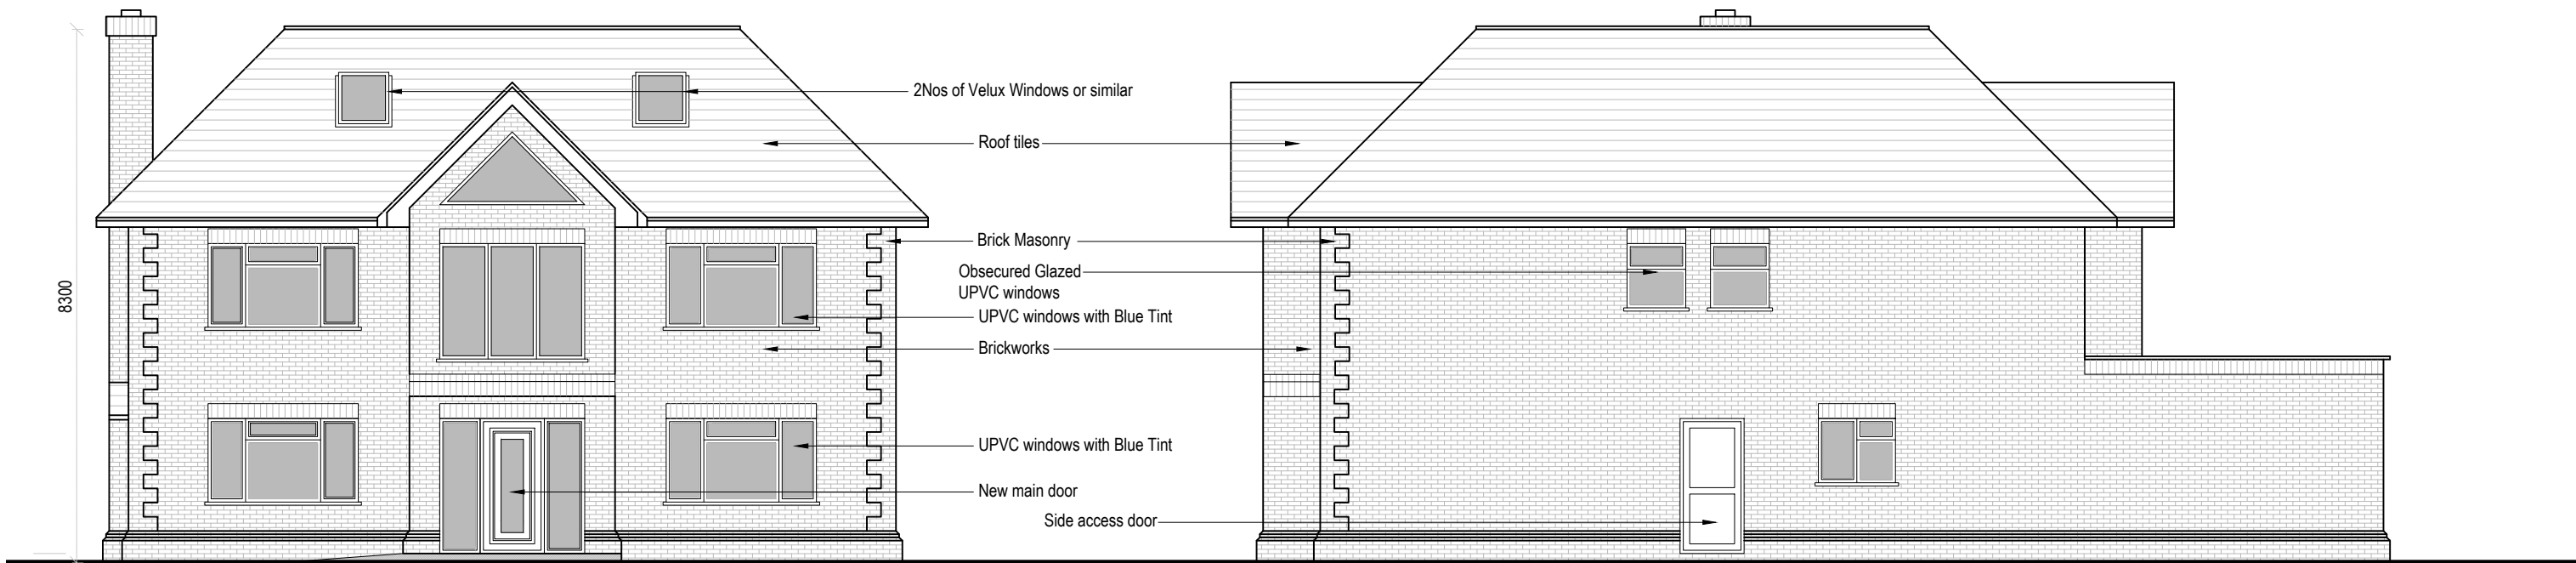 2Nos of Velux Windows or similar
Roof tiles
Brick Masonry
Obsecured Glazed
UPVC windows
UPVC windows with Blue Tint
8300
Brickworks
UPVC windows with Blue Tint
New main door
Side access door